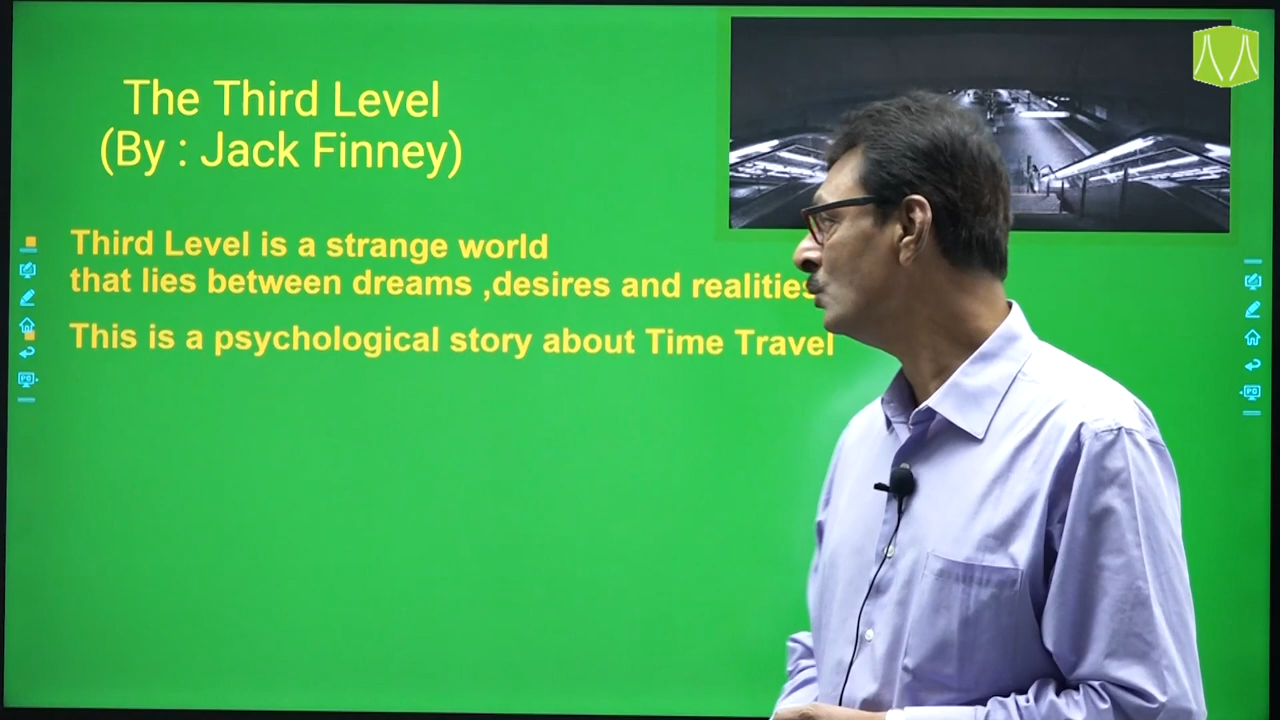 The Third Level
(By : Jack Finney)
Third Level is a strange world
that lies between dreams ,desires and realities
This is a psychological story about Time Travel